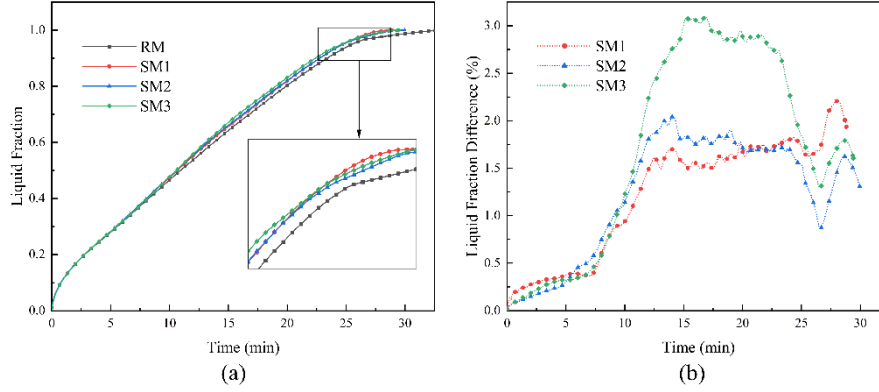 RM
SM1
SM2
SM3
Liquid Fraction
1.0
0.8
0.6
0.4
0.2
0.0
0
5
10
15
20
25
30
Time (min)
(a)
SM1
SM2
SM3
Liquid Fraction Difference (%)
3.0
2.5
2.0
1.5
1.0
0.5
0.0
0
5
10
15
20
25
30
Time (min)
(b)